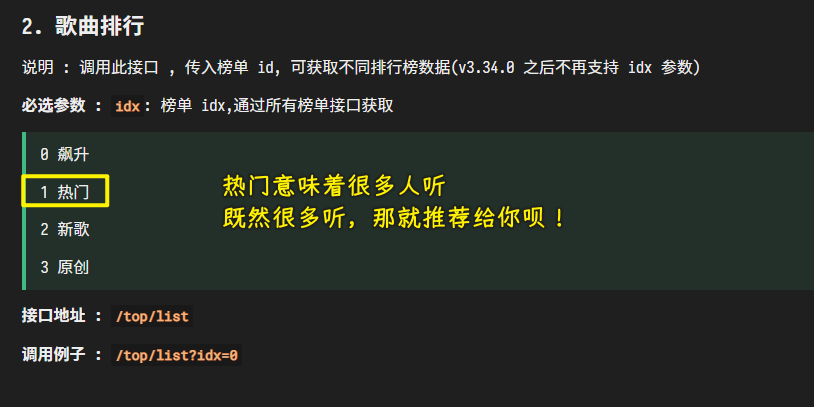 2. 歌曲排行
说明 : 调用此接口 , 传入榜单 id, 可获取不同排行榜数据(v3.34.0 之后不再支持 idx 参数)
必选参数 : idx: 榜单 idx,通过所有榜单接口获取
0 飙升
1 热门
2 新歌
3 原创
热门意味着很多人听
既然很多听，那就推荐给你呗！
接口地址 : /top/list
调用例子 : /top/list?idx=0